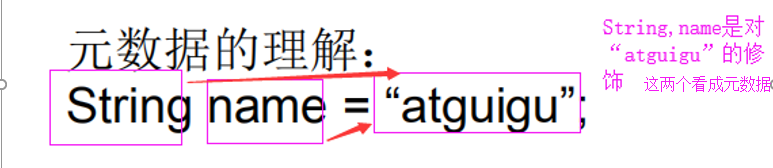 元数据的理解：
String name = “atguigu”;
String,name是对
“atguigu”的修
饰 这两个看成元数据